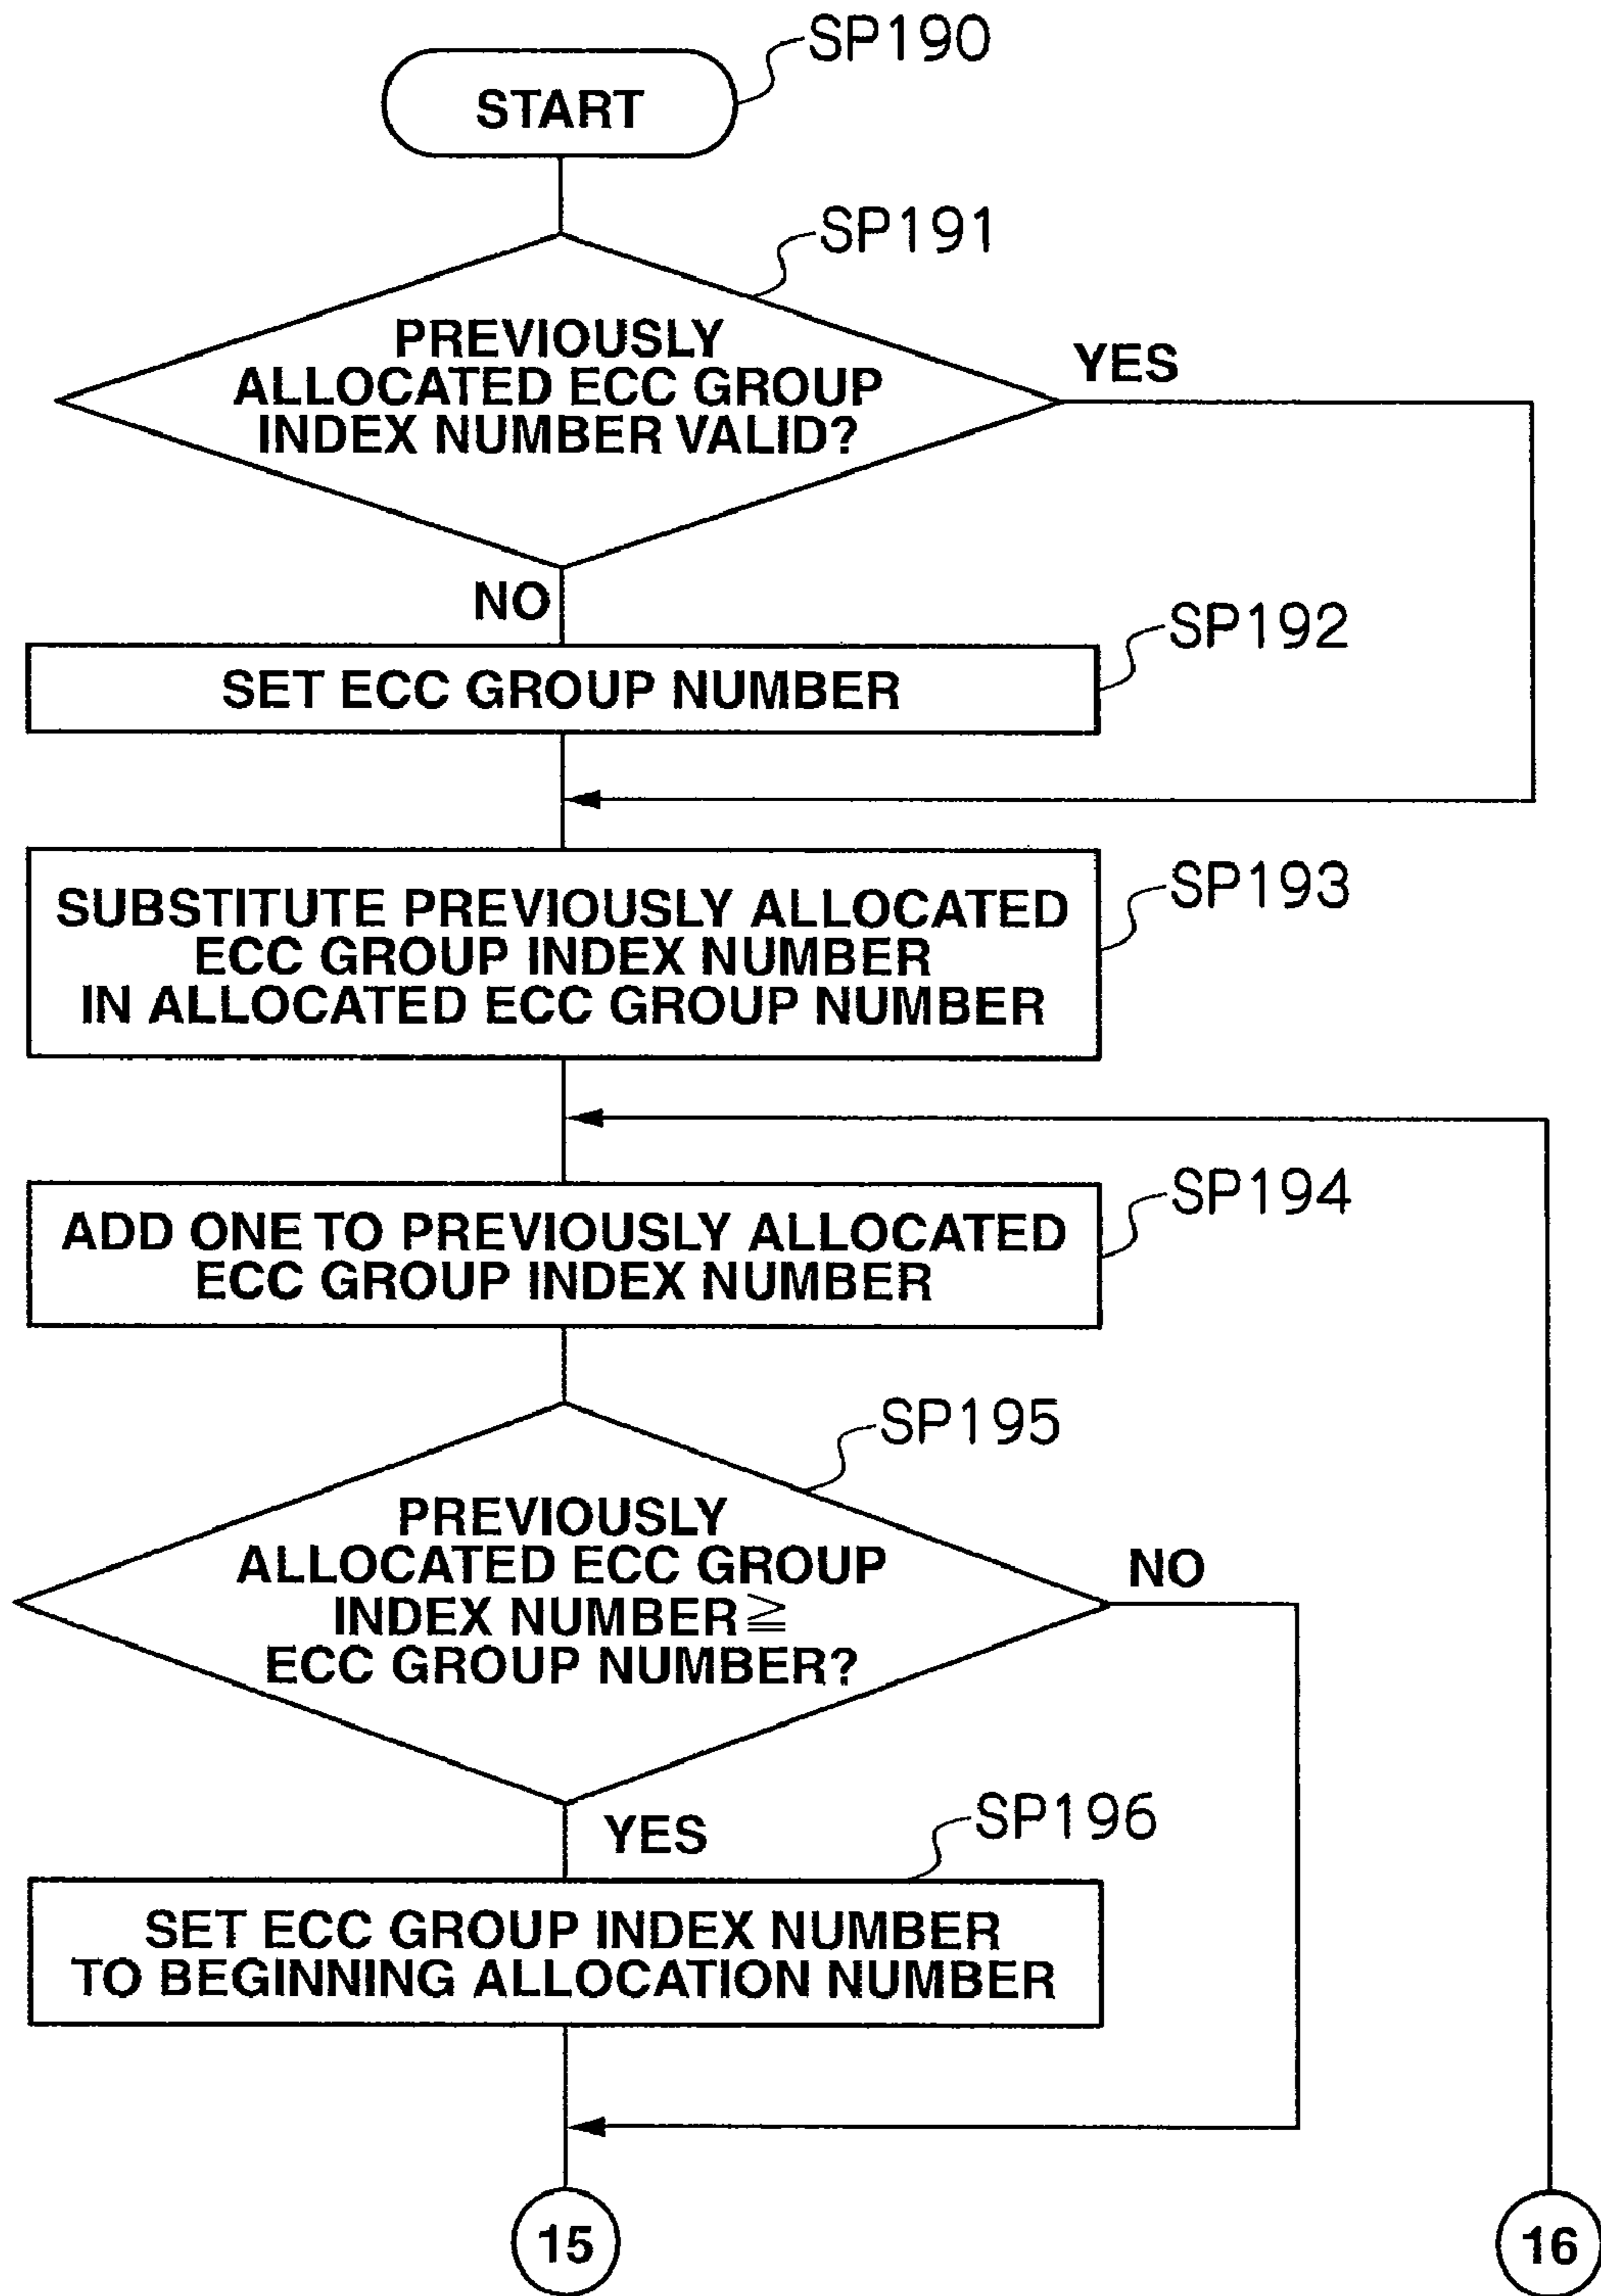 SP190
START
SP191
PREVIOUSLY
ALLOCATED ECC GROUP
INDEX NUMBER VALID?
YES
NO
SP192
SET ECC GROUP NUMBER
SP193
SUBSTITUTE PREVIOUSLY ALLOCATED
ECC GROUP INDEX NUMBER
IN ALLOCATED ECC GROUP NUMBER
SP194
ADD ONE TO PREVIOUSLY ALLOCATED
ECC GROUP INDEX NUMBER
SP195
PREVIOUSLY
ALLOCATED ECC GROUP
INDEX NUMBER ≧
ECC GROUP NUMBER?
NO
YES
SP196
SET ECC GROUP INDEX NUMBER
TO BEGINNING ALLOCATION NUMBER
15
16